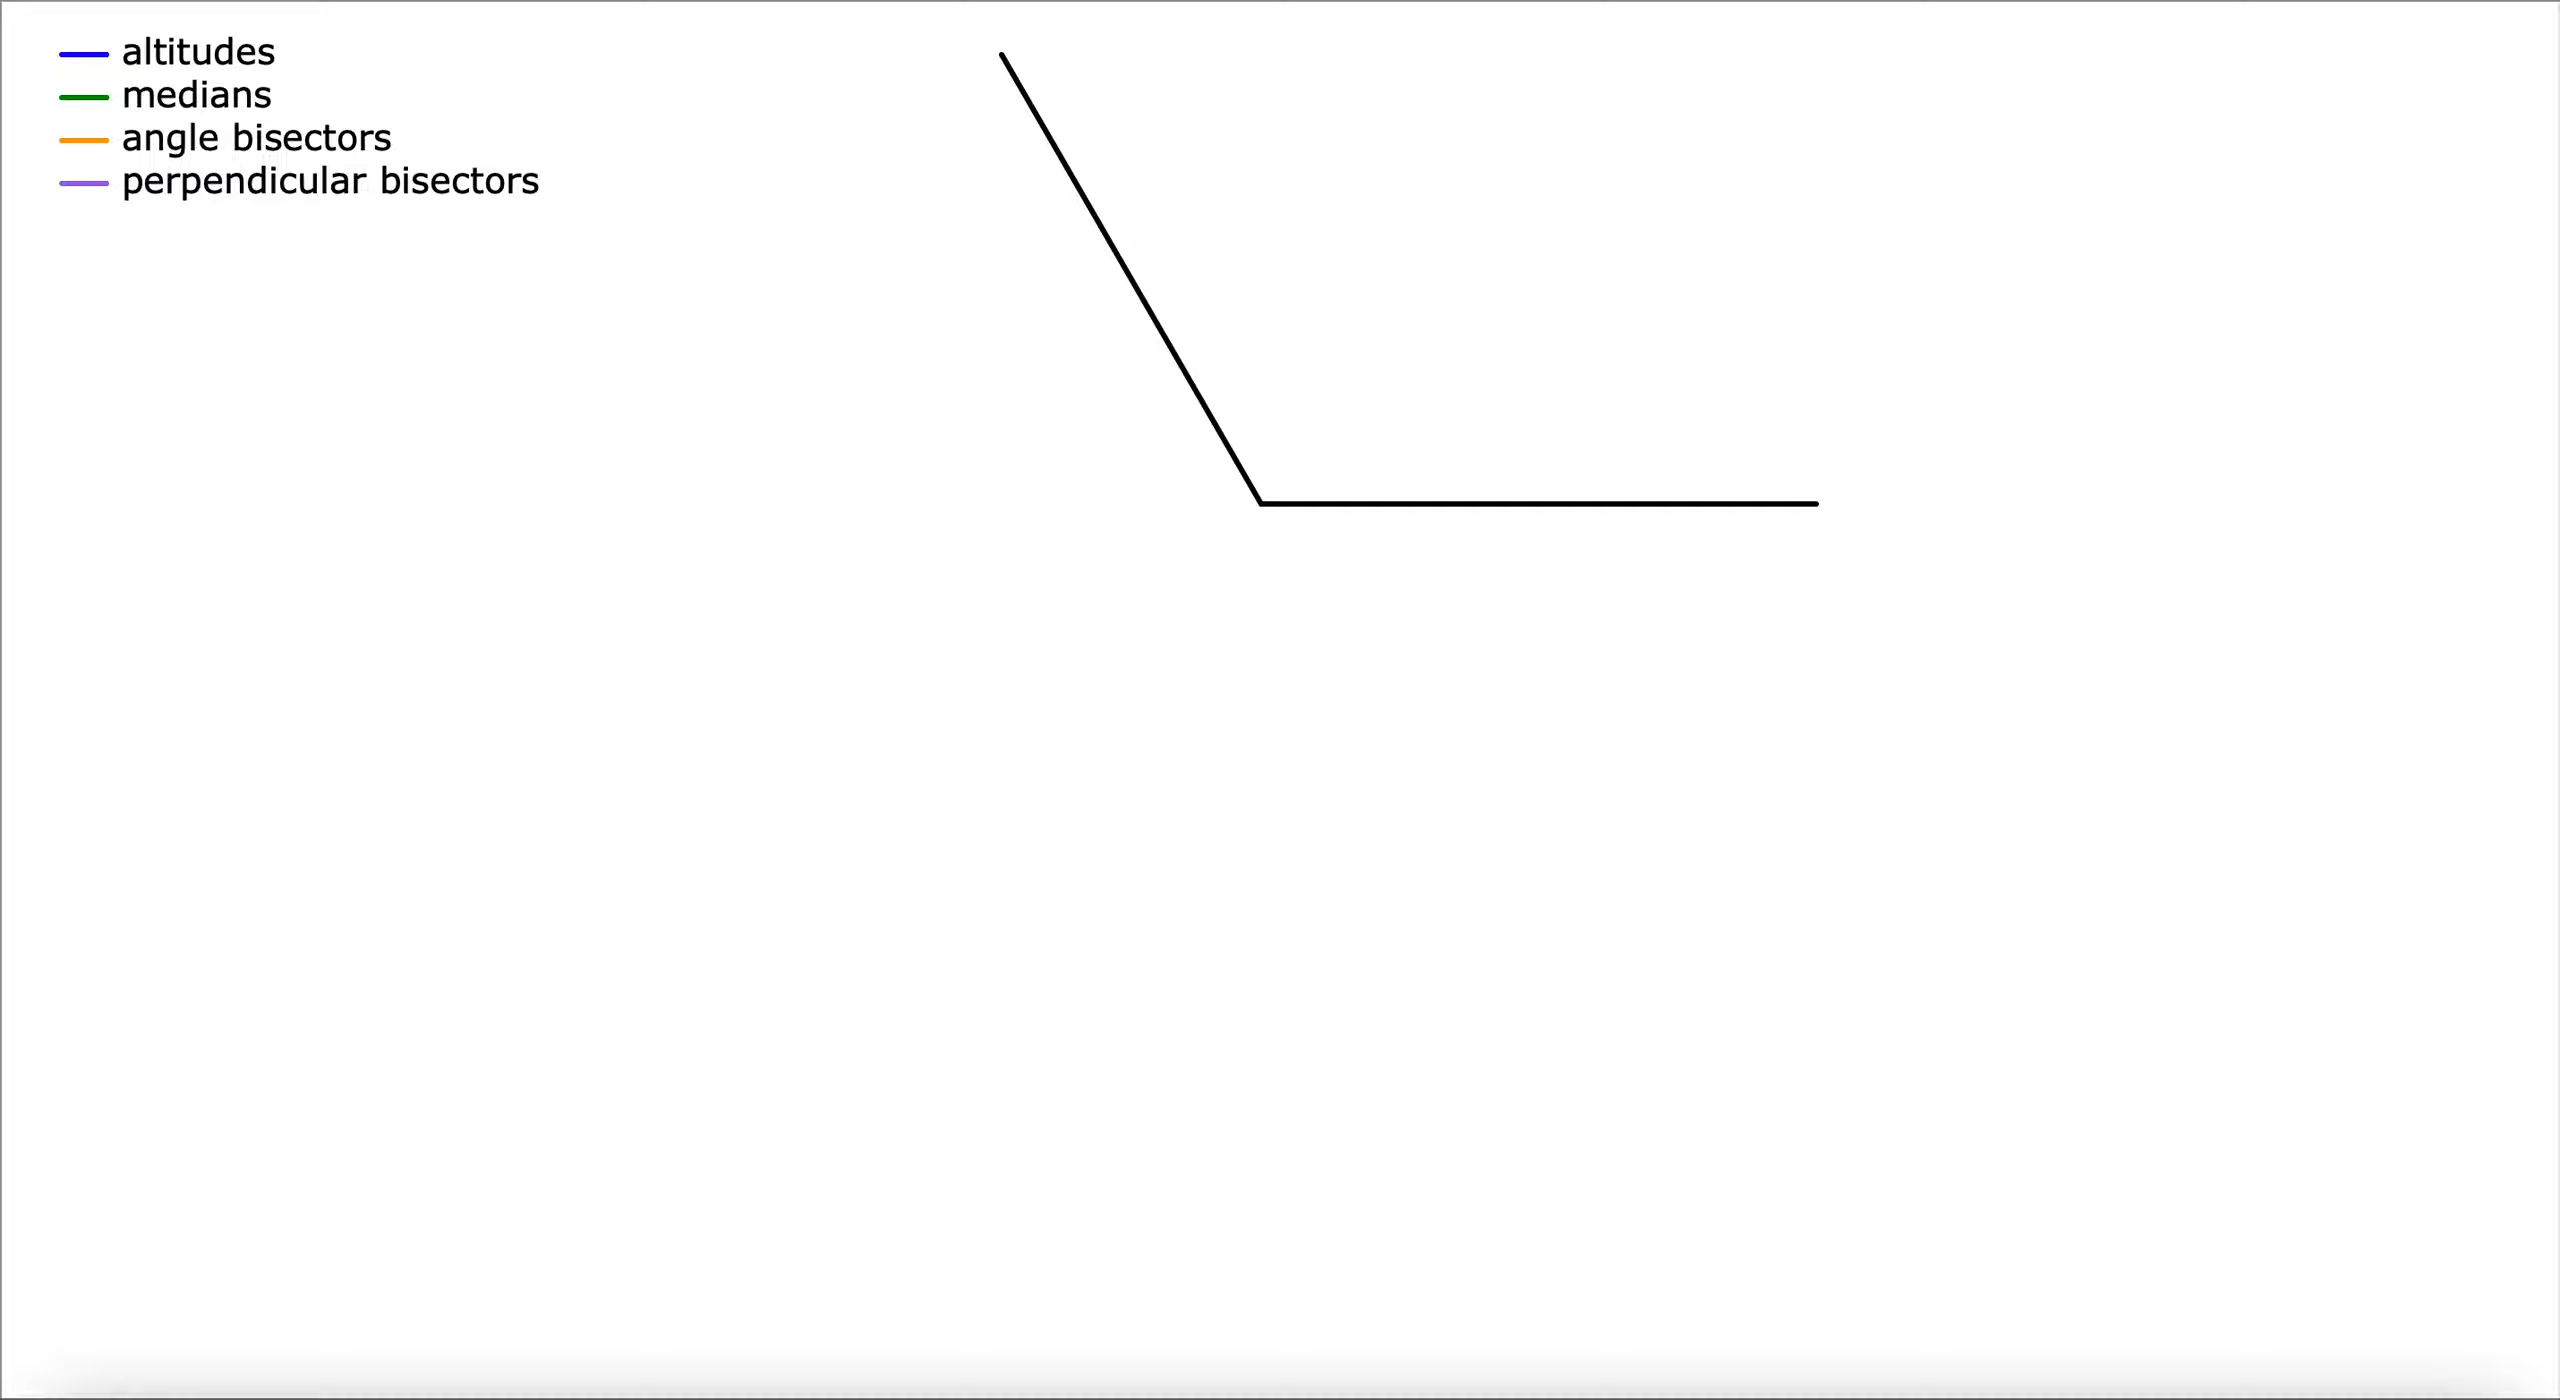 altitudes
medians
angle bisectors
perpendicular bisectors